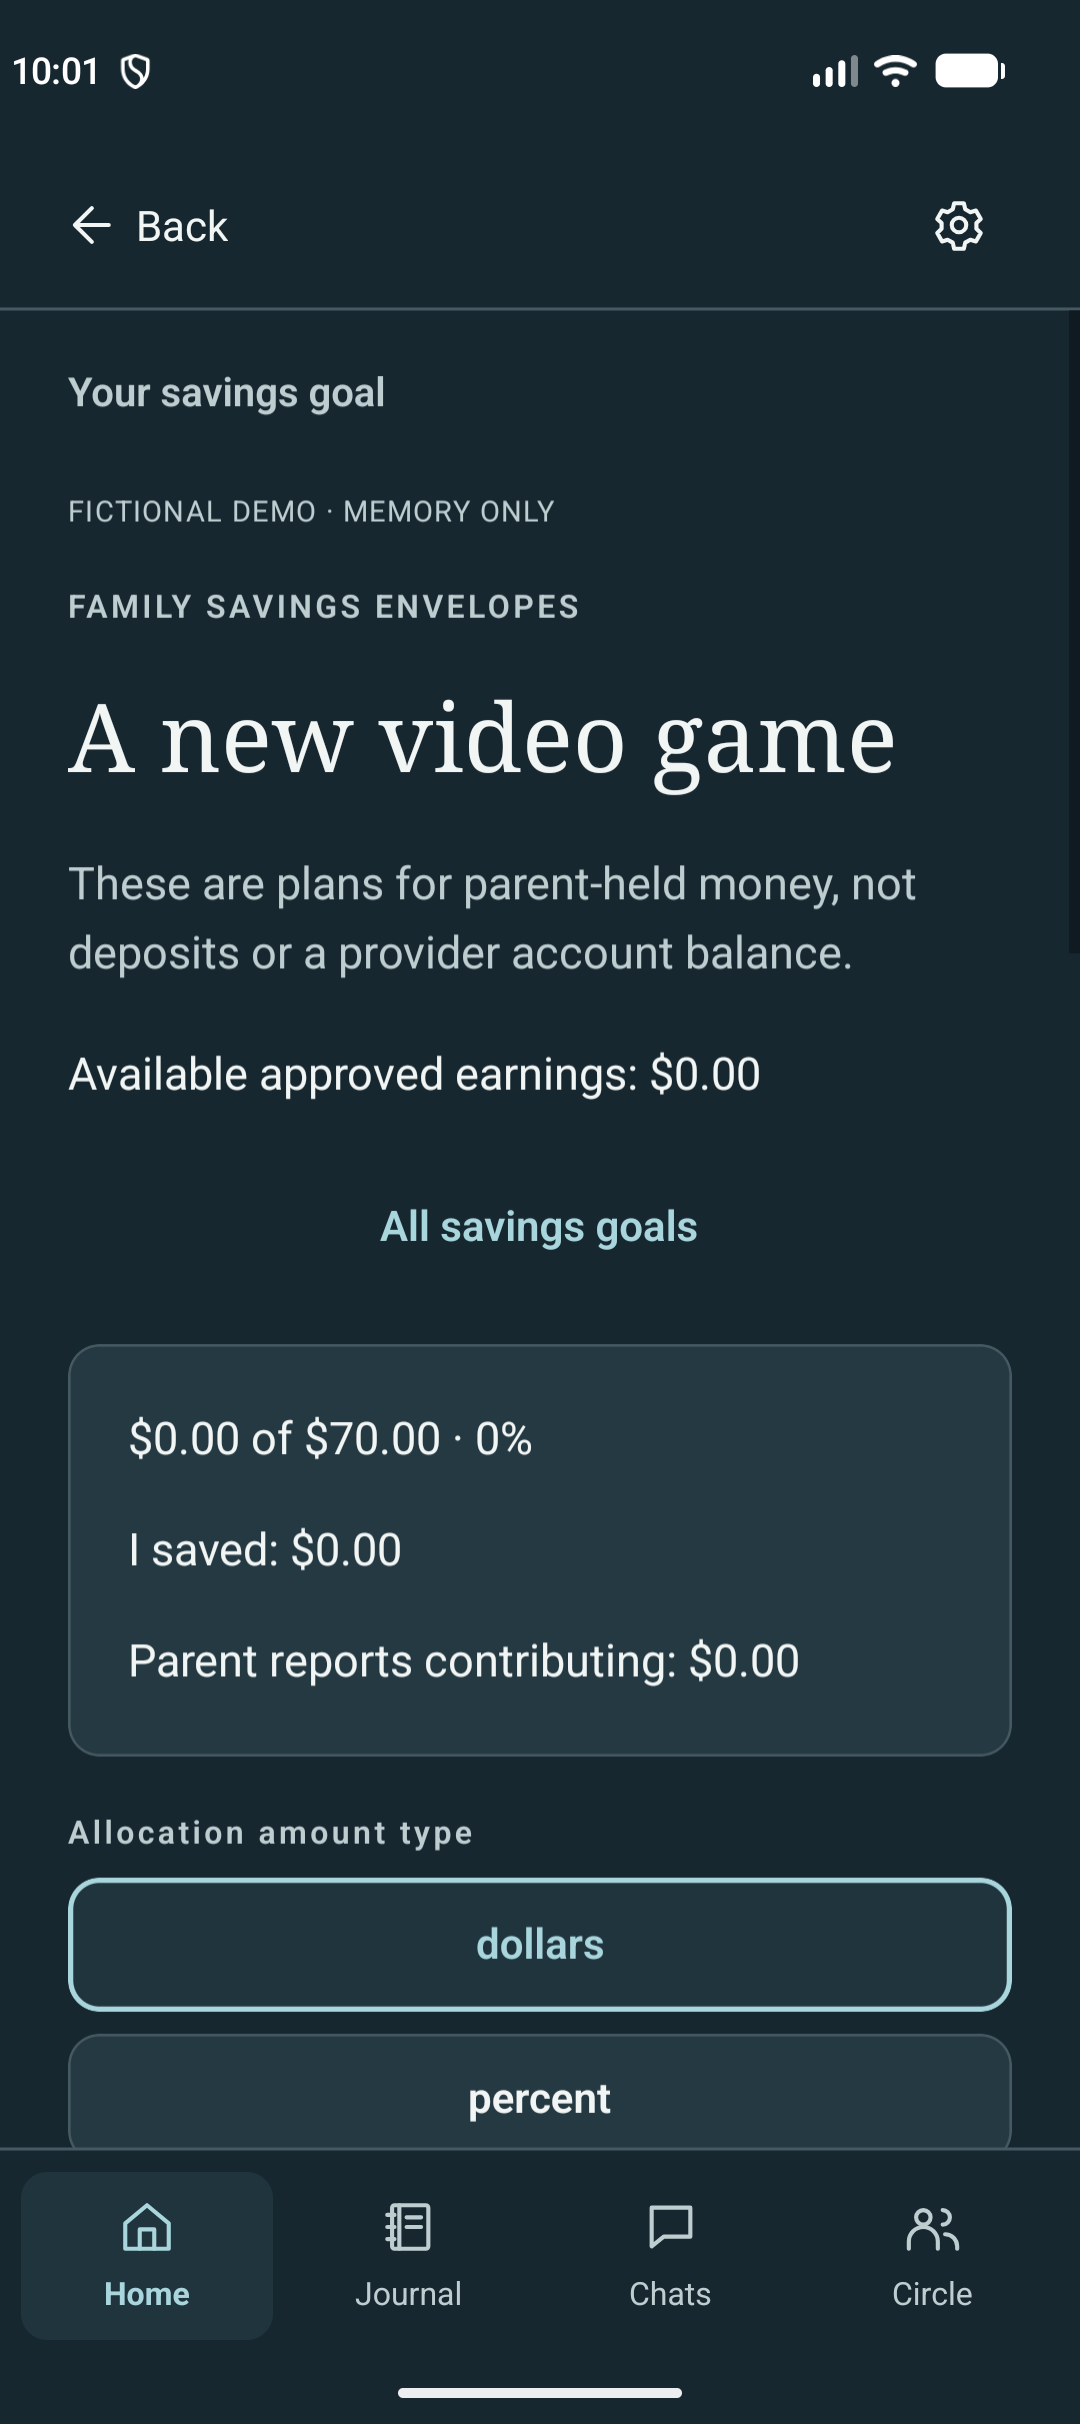 10:01
Back
Your savings goal
FICTIONAL DEMO · MEMORY ONLY
FAMILY SAVINGS ENVELOPES
A new video game
These are plans for parent-held money, not
deposits or a provider account balance.
Available approved earnings: $0.00
All savings goals
$0.00 of $70.00 · 0%
I saved: $0.00
Parent reports contributing: $0.00
Allocation amount type
dollars
percent
Home
Journal
Chats
Circle